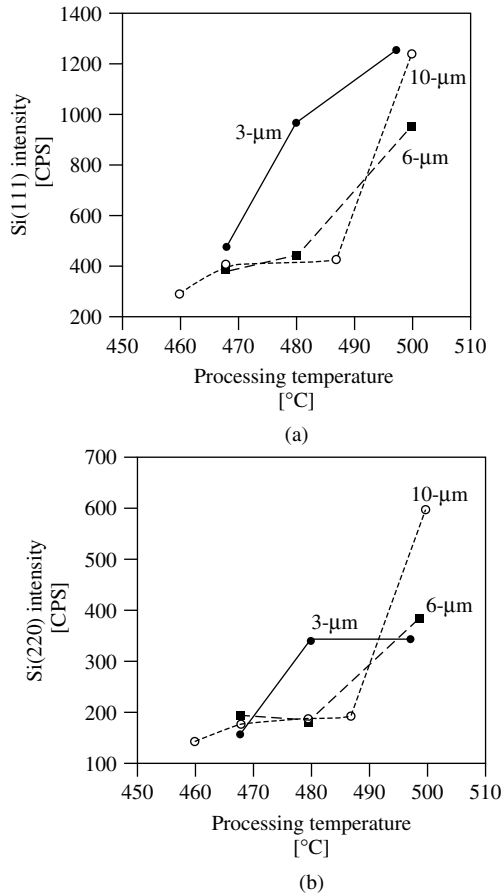 1400
1200
1000
800
600
400
200
Si(111) intensity
[CPS]
3-μm
10-μm
6-μm
450 460 470 480 490 500 510
Processing temperature
[°C]
(a)
700
600
500
400
300
200
100
Si(220) intensity
[CPS]
10-μm
3-μm
6-μm
450 460 470 480 490 500 510
Processing temperature
[°C]
(b)